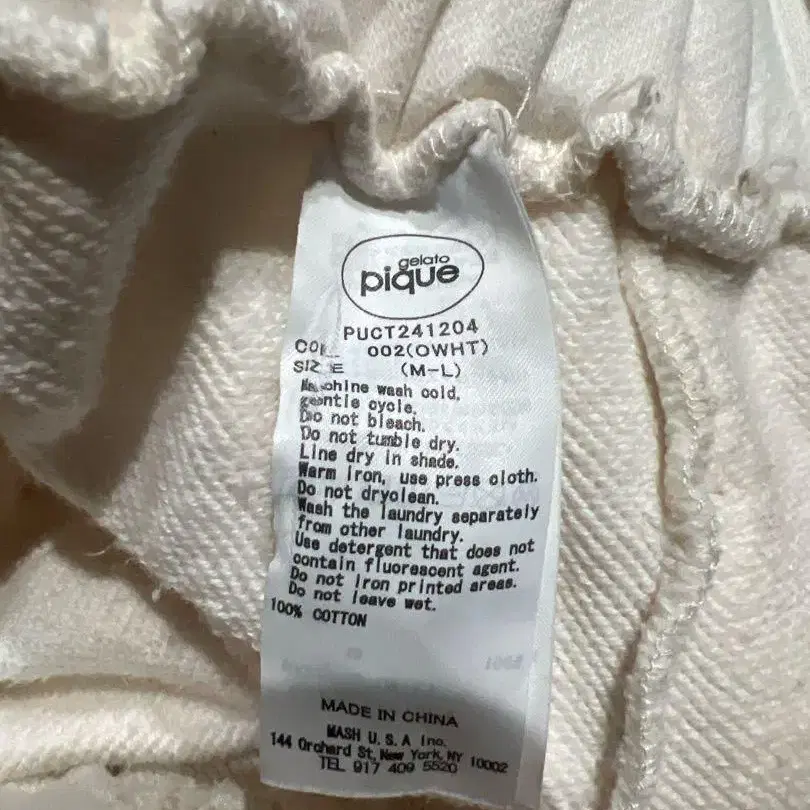 gelato
pique
PUCT241204
COL 002(OWHT)
SIZE (M-L)
Machine wash cold,
gentle cycle.
Do not bleach.
Do not tumble dry.
Line dry in shade.
Warm iron, use press cloth.
Do not dryclean.
Wash the laundry separately
from other laundry.
Use detergent that does not
contain fluorescent agent.
Do not iron printed areas.
Do not leave wet.
100% COTTON
MADE IN CHINA
MASH U.S.A Inc.
144 Orchard St, New York, NY 10002
TEL 917 409 5520